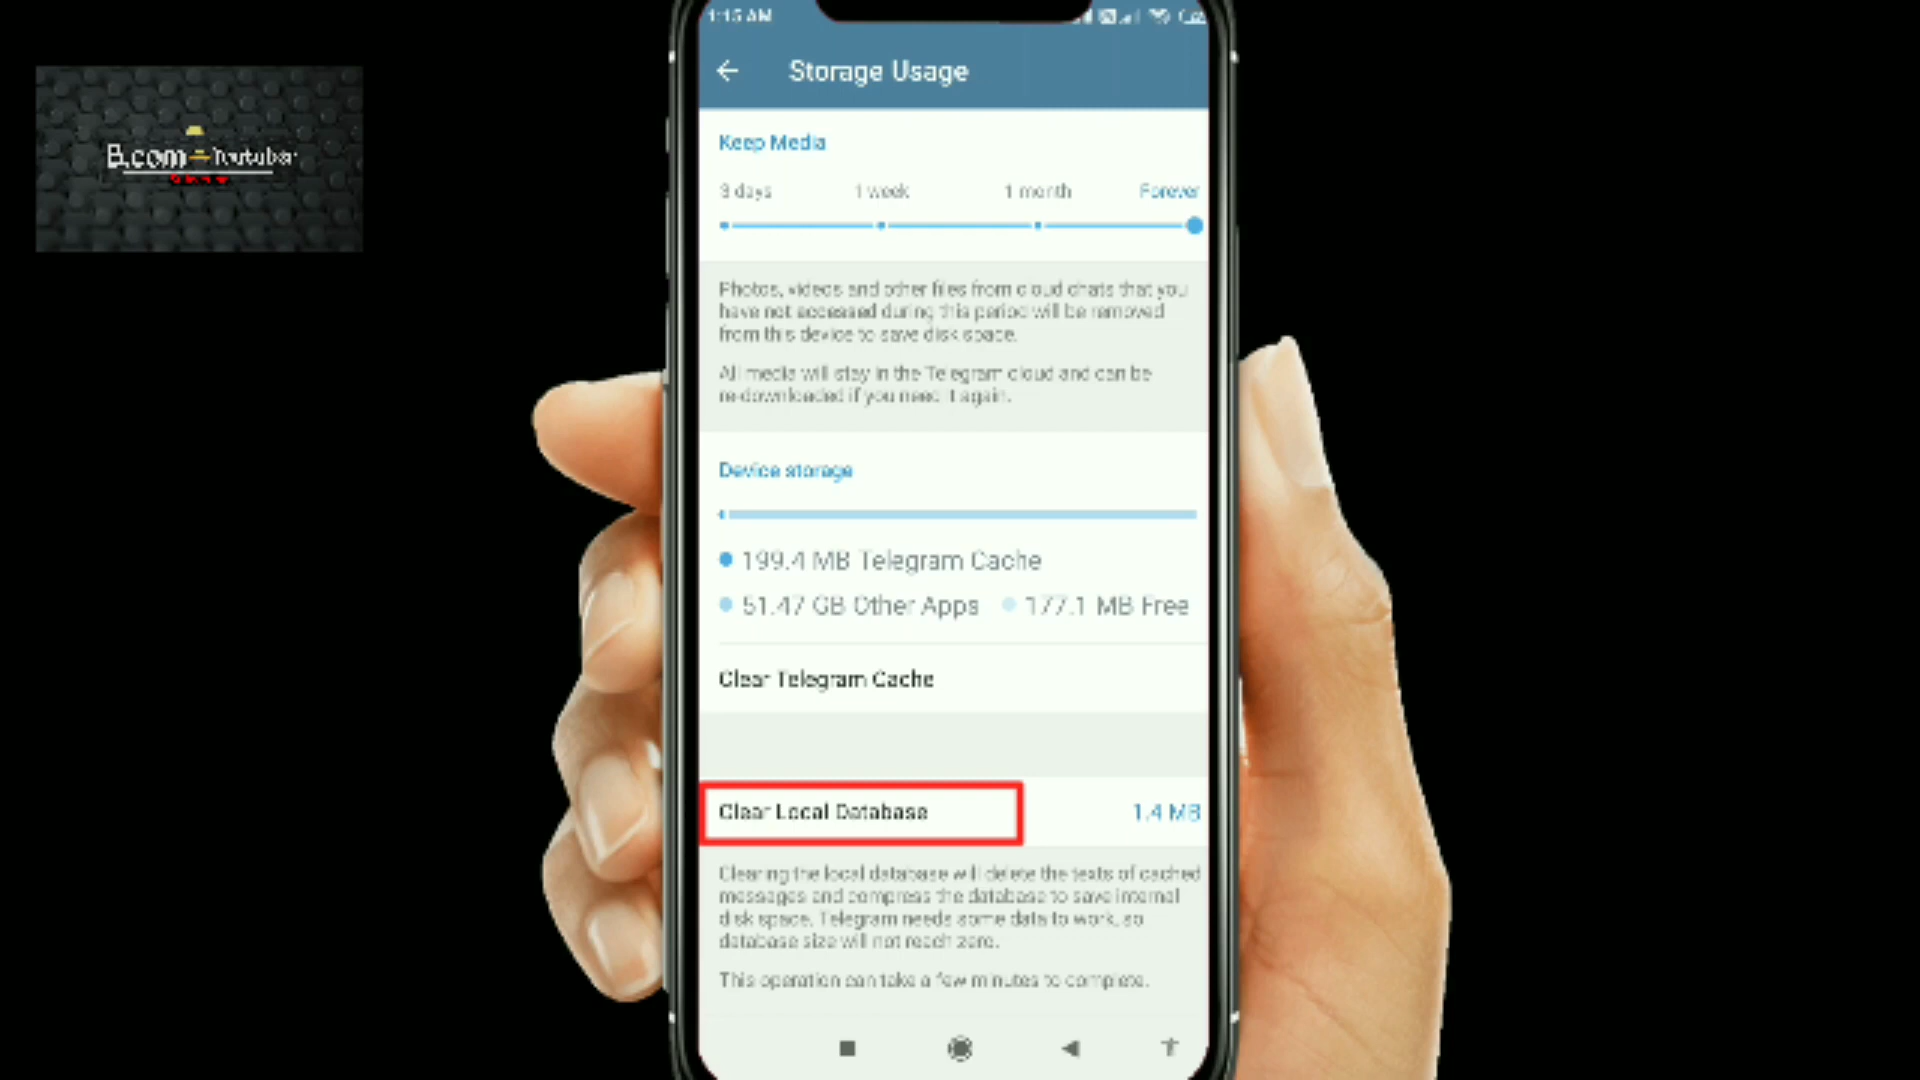 1:15 AM
Storage Usage
B.com Youtuber
Keep Media
3 days 1 week 1 month Forever
Photos, videos and other files from cloud chats that you
have not accessed during this period will be removed
from this device to save disk space.
All media will stay in the Telegram cloud and can be
re-downloaded if you need it again.
Device storage
199.4 MB Telegram Cache
51.47 GB Other Apps 177.1 MB Free
Clear Telegram Cache
Clear Local Database 1.4 MB
Clearing the local database will delete the texts of cached
messages and compress the database to save internal
disk space. Telegram needs some data to work, so
database size will not reach zero.
This operation can take a few minutes to complete.